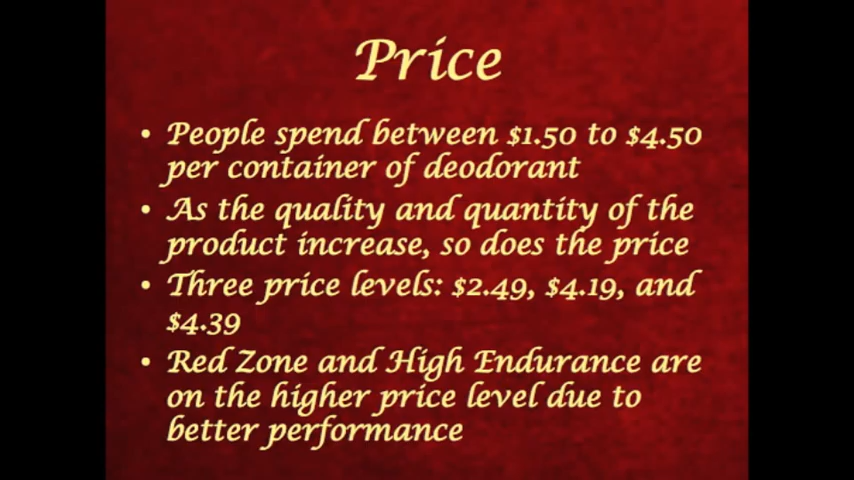 Price
• People spend between $1.50 to $4.50
per container of deodorant
• As the quality and quantity of the
product increase, so does the price
• Three price levels: $2.49, $4.19, and
$4.39
• Red Zone and High Endurance are
on the higher price level due to
better performance